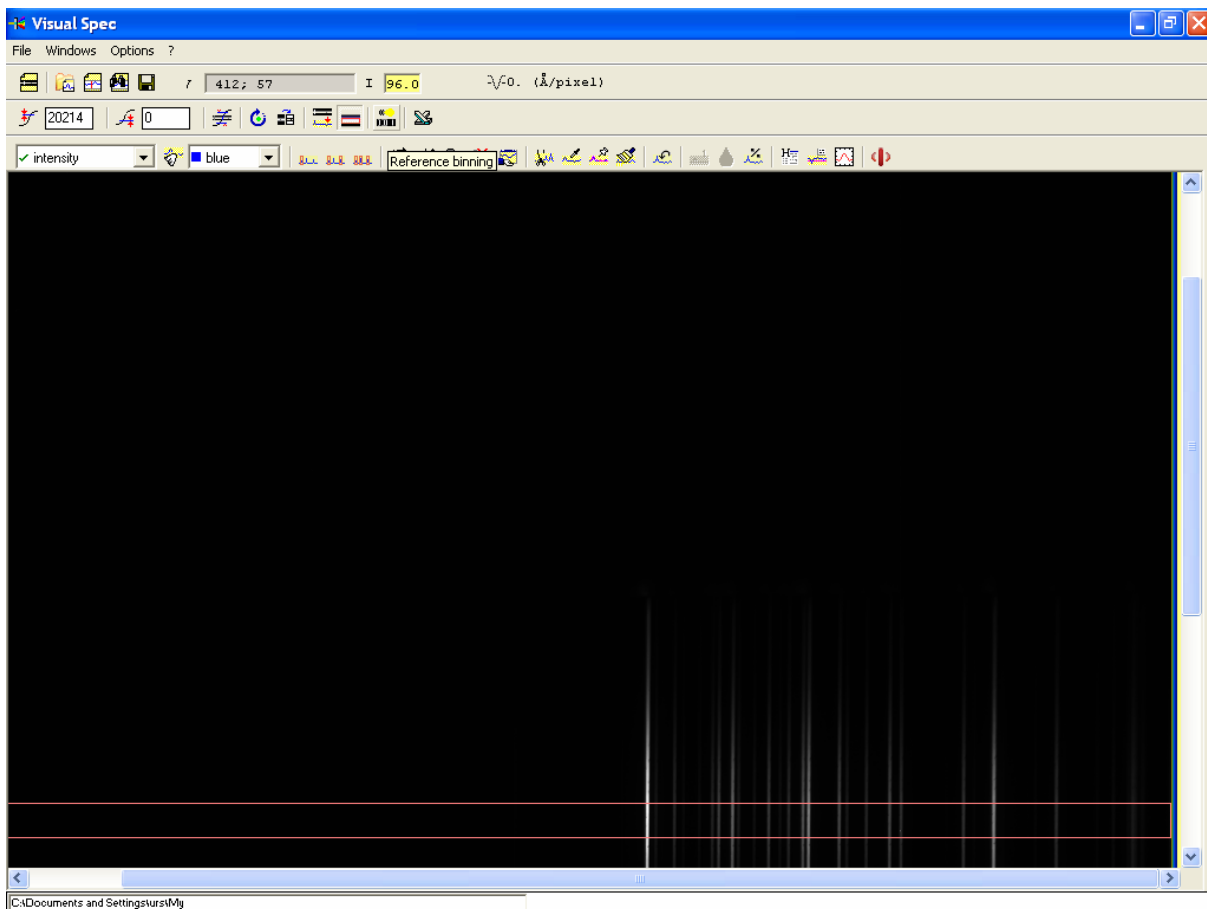 Visual Spec
File Windows Options ?
412; 57 I 96.0 0. (Å/pixel)
20214 0
intensity blue Reference binning
C:\Documents and Settings\urs\My